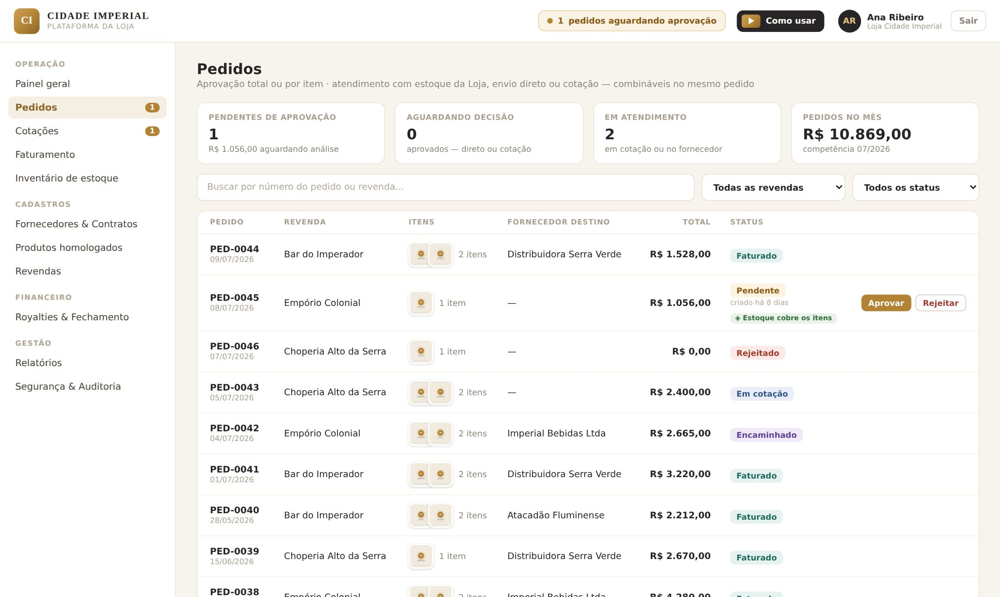 CI
CIDADE IMPERIAL
PLATAFORMA DA LOJA
1 pedidos aguardando aprovação
Como usar
AR
Ana Ribeiro
Loja Cidade Imperial
Sair
OPERAÇÃO
Painel geral
Pedidos 1
Cotações 1
Faturamento
Inventário de estoque
CADASTROS
Fornecedores & Contratos
Produtos homologados
Revendas
FINANCEIRO
Royalties & Fechamento
GESTÃO
Relatórios
Segurança & Auditoria
Pedidos
Aprovação total ou por item · atendimento com estoque da Loja, envio direto ou cotação — combináveis no mesmo pedido
PENDENTES DE APROVAÇÃO
1
R$ 1.056,00 aguardando análise
AGUARDANDO DECISÃO
0
aprovados — direto ou cotação
EM ATENDIMENTO
2
em cotação ou no fornecedor
PEDIDOS NO MÊS
R$ 10.869,00
competência 07/2026
Buscar por número do pedido ou revenda...
Todas as revendas
Todos os status
PEDIDO REVENDA ITENS FORNECEDOR DESTINO TOTAL STATUS
PED-0044 Bar do Imperador 2 itens Distribuidora Serra Verde R$ 1.528,00 Faturado
09/07/2026
PED-0045 Empório Colonial 1 item — R$ 1.056,00 Pendente
08/07/2026
criado há 8 dias
◈ Estoque cobre os itens
Aprovar Rejeitar
PED-0046 Choperia Alto da Serra 1 item — R$ 0,00 Rejeitado
07/07/2026
PED-0043 Choperia Alto da Serra 2 itens — R$ 2.400,00 Em cotação
05/07/2026
PED-0042 Empório Colonial 2 itens Imperial Bebidas Ltda R$ 2.665,00 Encaminhado
04/07/2026
PED-0041 Bar do Imperador 2 itens Distribuidora Serra Verde R$ 3.220,00 Faturado
01/07/2026
PED-0040 Bar do Imperador 2 itens Atacadão Fluminense R$ 2.212,00 Faturado
28/05/2026
PED-0039 Choperia Alto da Serra 1 item Distribuidora Serra Verde R$ 2.670,00 Faturado
15/06/2026
PED-0038 Empório Colonial 2 itens Imperial Bebidas Ltda R$ 4.280,00 Faturado